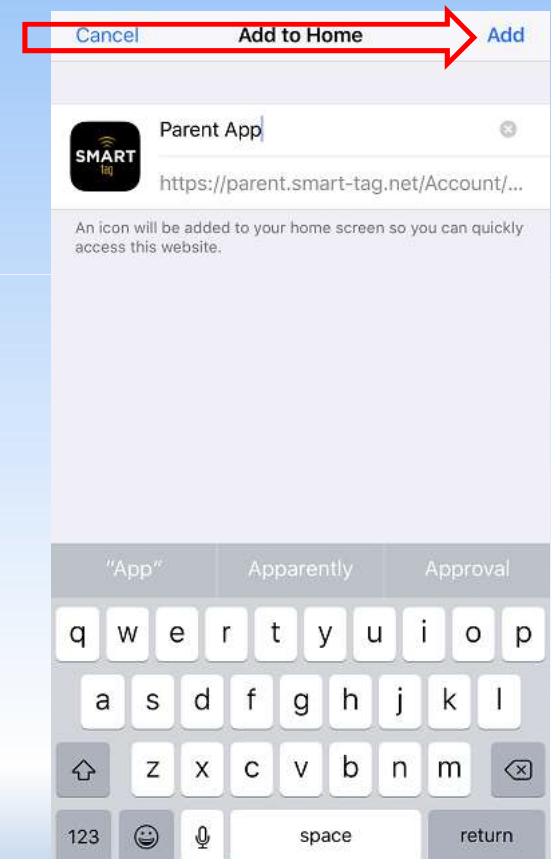 Cancel Add to Home Add
SMART
tag
Parent App
https://parent.smart-tag.net/Account/...
An icon will be added to your home screen so you can quickly
access this website.
"App" Apparently Approval
q w e r t y u i o p
a s d f g h j k l
z x c v b n m
123 space return